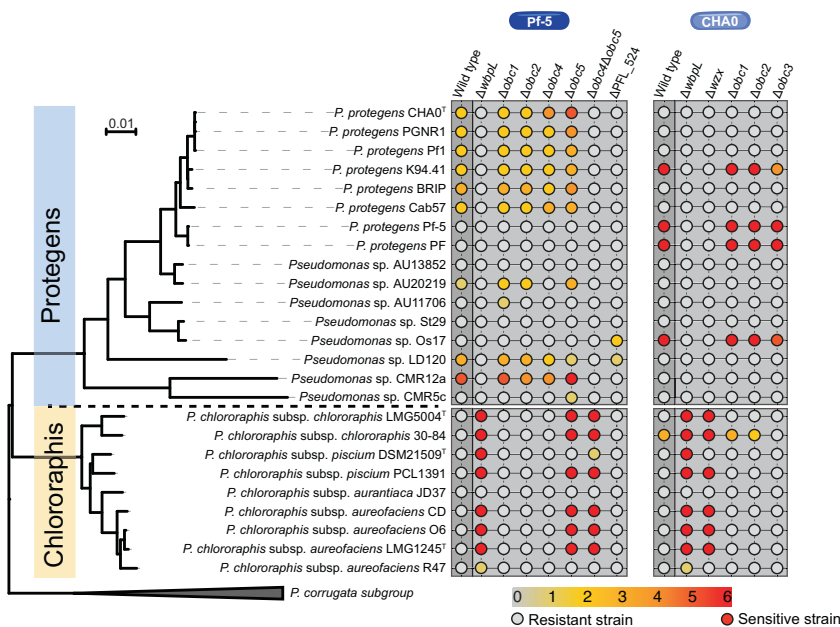 Pf-5
CHA0
Wild type
ΔwbpL
Δobc1
Δobc2
Δobc4
Δobc5
Δobc4Δobc5
ΔPFL_524
Wild type
ΔwbpL
Δwzx
Δobc1
Δobc2
Δobc3
0.01
Protegens
P. protegens CHA0ᵀ
P. protegens PGNR1
P. protegens Pf1
P. protegens K94.41
P. protegens BRIP
P. protegens Cab57
P. protegens Pf-5
P. protegens PF
Pseudomonas sp. AU13852
Pseudomonas sp. AU20219
Pseudomonas sp. AU11706
Pseudomonas sp. St29
Pseudomonas sp. Os17
Pseudomonas sp. LD120
Pseudomonas sp. CMR12a
Pseudomonas sp. CMR5c
Chlororaphis
P. chlororaphis subsp. chlororaphis LMG5004ᵀ
P. chlororaphis subsp. chlororaphis 30-84
P. chlororaphis subsp. piscium DSM21509ᵀ
P. chlororaphis subsp. piscium PCL1391
P. chlororaphis subsp. aurantiaca JD37
P. chlororaphis subsp. aureofaciens CD
P. chlororaphis subsp. aureofaciens O6
P. chlororaphis subsp. aureofaciens LMG1245ᵀ
P. chlororaphis subsp. aureofaciens R47
P. corrugata subgroup
0 1 2 3 4 5 6
Resistant strain
Sensitive strain